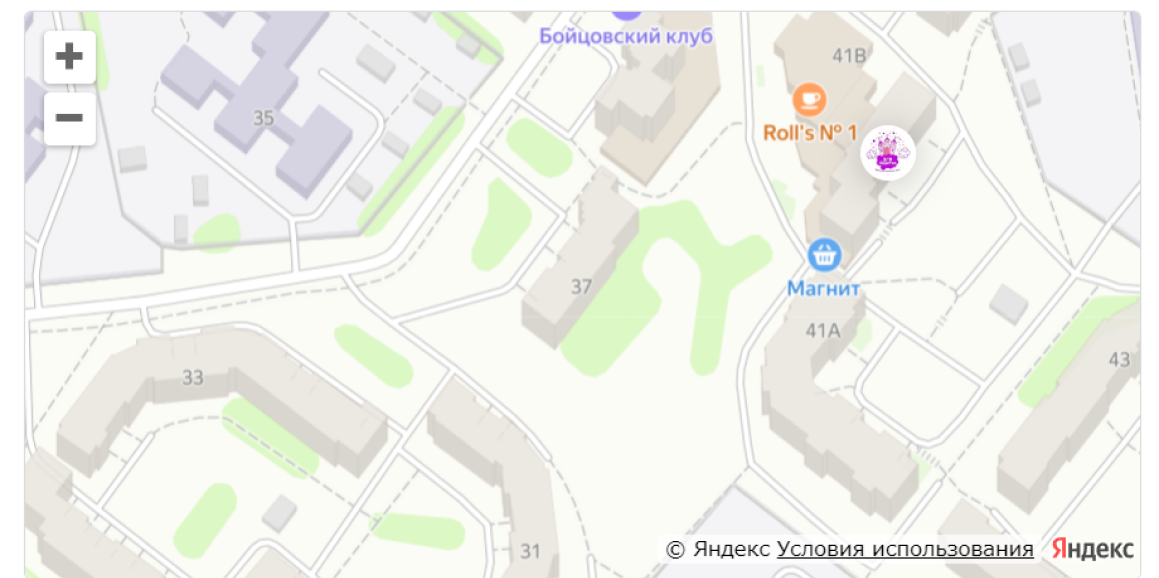 +
Бойцовский клуб
41В
35
Roll's № 1
37
Магнит
41А
43
33
31
© Яндекс Условия использования Яндекс
−